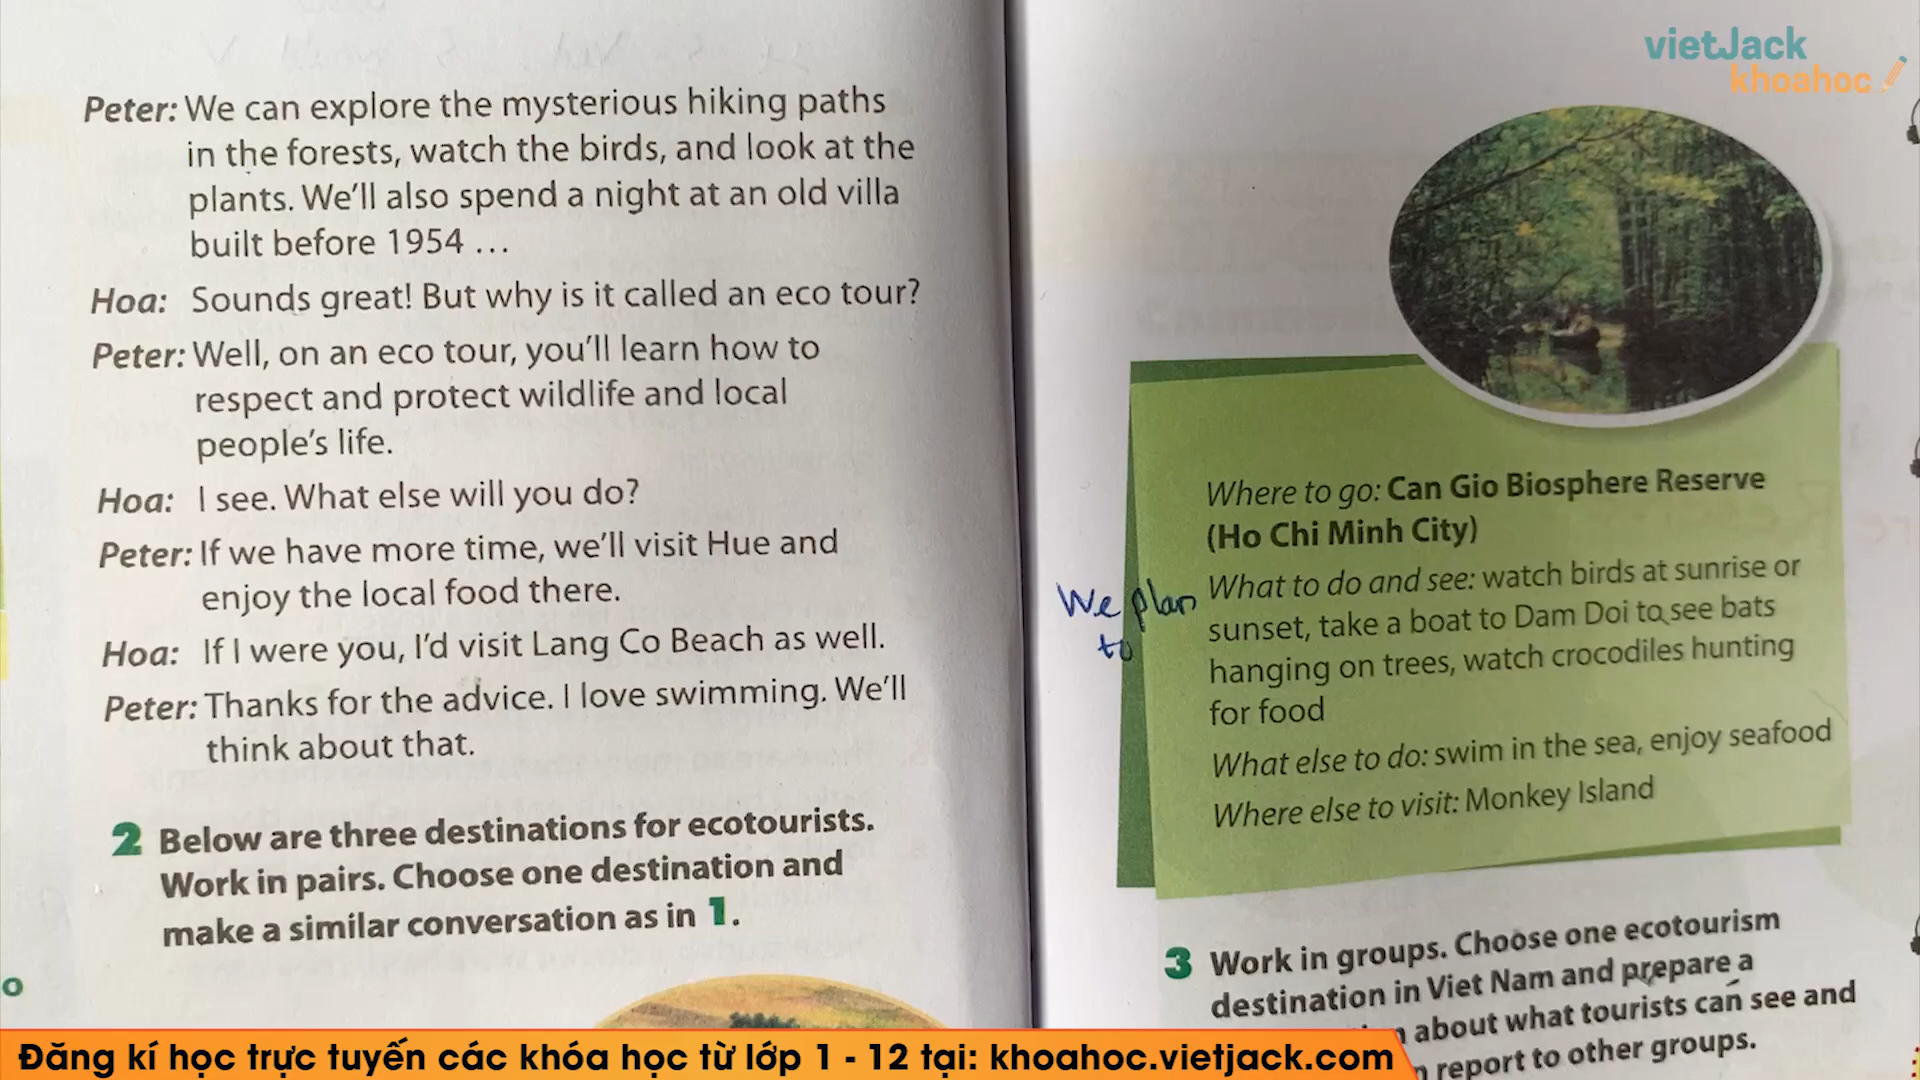 Peter: We can explore the mysterious hiking paths
in the forests, watch the birds, and look at the
plants. We'll also spend a night at an old villa
built before 1954 ...
Hoa: Sounds great! But why is it called an eco tour?
Peter: Well, on an eco tour, you'll learn how to
respect and protect wildlife and local
people's life.
Hoa: I see. What else will you do?
Peter: If we have more time, we'll visit Hue and
enjoy the local food there.
Hoa: If I were you, I'd visit Lang Co Beach as well.
Peter: Thanks for the advice. I love swimming. We'll
think about that.
2 Below are three destinations for ecotourists.
Work in pairs. Choose one destination and
make a similar conversation as in 1.
vietJack
khoahoc
Where to go: Can Gio Biosphere Reserve
(Ho Chi Minh City)
We plan
to
What to do and see: watch birds at sunrise or
sunset, take a boat to Dam Doi to see bats
hanging on trees, watch crocodiles hunting
for food
What else to do: swim in the sea, enjoy seafood
Where else to visit: Monkey Island
3 Work in groups. Choose one ecotourism
destination in Viet Nam and prepare a
about what tourists can see and
report to other groups.
Đăng kí học trực tuyến các khóa học từ lớp 1 - 12 tại: khoahoc.vietjack.com